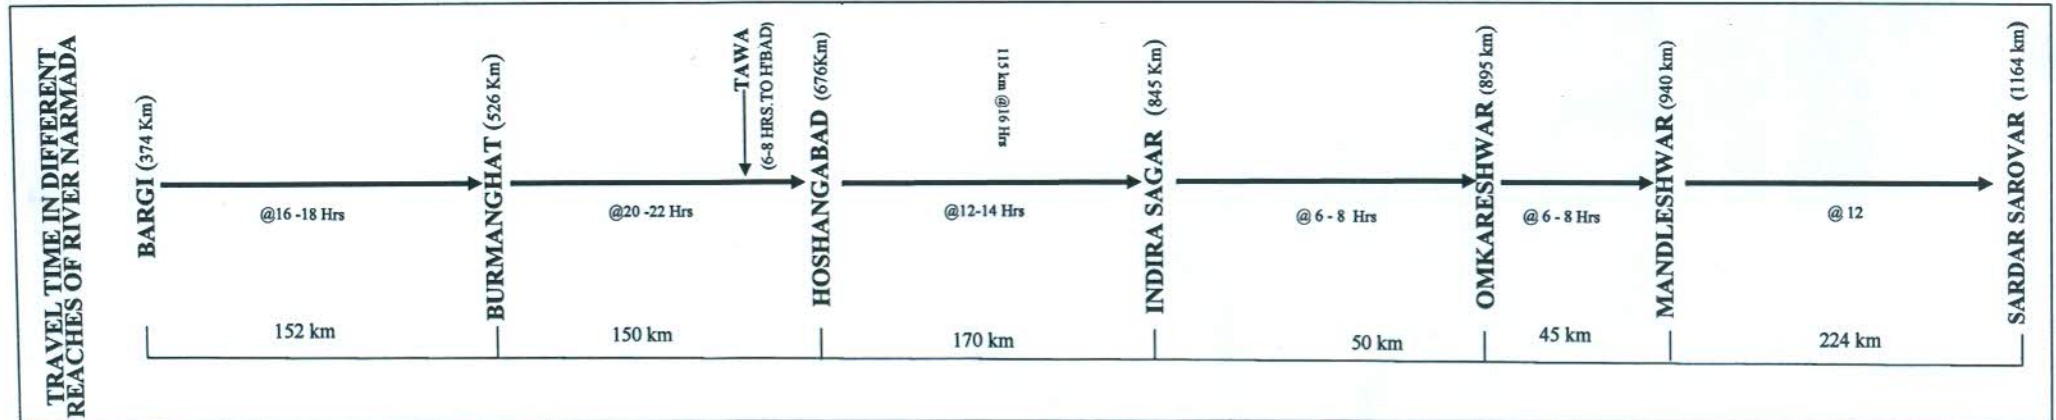 TRAVEL TIME IN DIFFERENT
REACHES OF RIVER NARMADA
BARGI (374 Km)
@16 -18 Hrs
BURMANGHAT (526 Km)
@20 -22 Hrs
TAWA
(6-8 HRS.TO H'BAD)
HOSHANGABAD (676Km)
115 km @16 Hrs
@12-14 Hrs
INDIRA SAGAR (845 Km)
@ 6 - 8 Hrs
OMKARESHWAR (895 km)
@ 6 - 8 Hrs
MANDLESHWAR (940 km)
@ 12
SARDAR SAROVAR (1164 km)
152 km
150 km
170 km
50 km
45 km
224 km